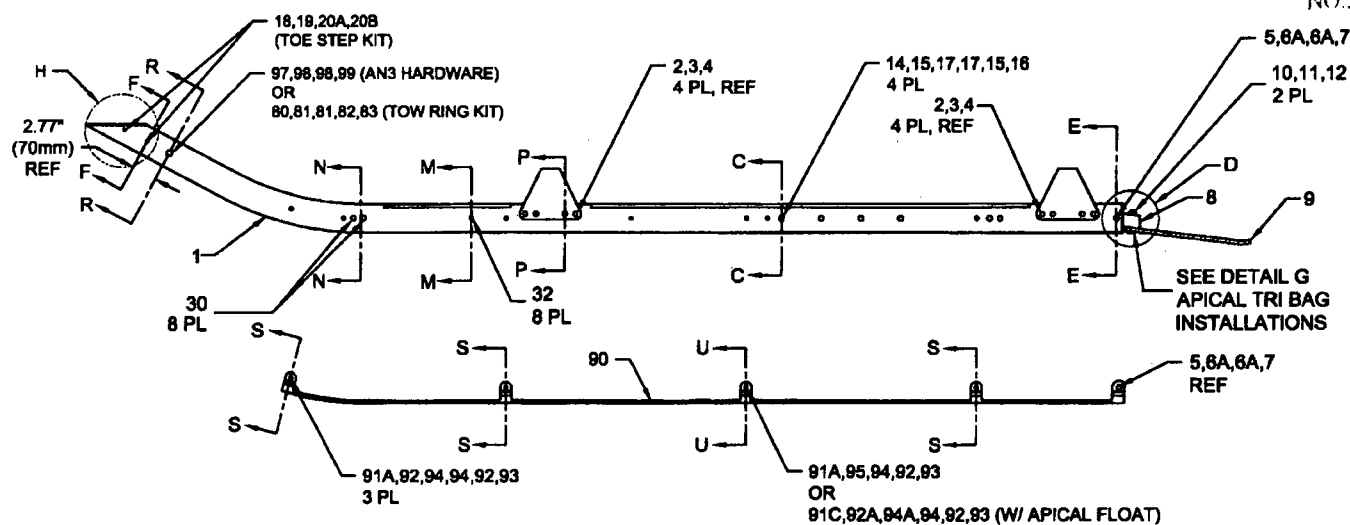 NO.
18,19,20A,20B
(TOE STEP KIT)
5,6A,6A,7
H
R
F
97,98,98,99 (AN3 HARDWARE)
OR
80,81,81,82,83 (TOW RING KIT)
2,3,4
4 PL, REF
14,15,17,17,15,16
4 PL
10,11,12
2 PL
2,3,4
4 PL, REF
2.77"
(70mm)
REF
E
D
P
C
N
M
8
F
9
R
1
P
C
N
M
E
SEE DETAIL G
APICAL TRI BAG
INSTALLATIONS
30
8 PL
32
8 PL
S
S
U
S
90
5,6A,6A,7
REF
S
S
U
S
91A,92,94,94,92,93
3 PL
91A,95,94,92,93
OR
91C,92A,94A,94,92,93 (W/ APICAL FLOAT)